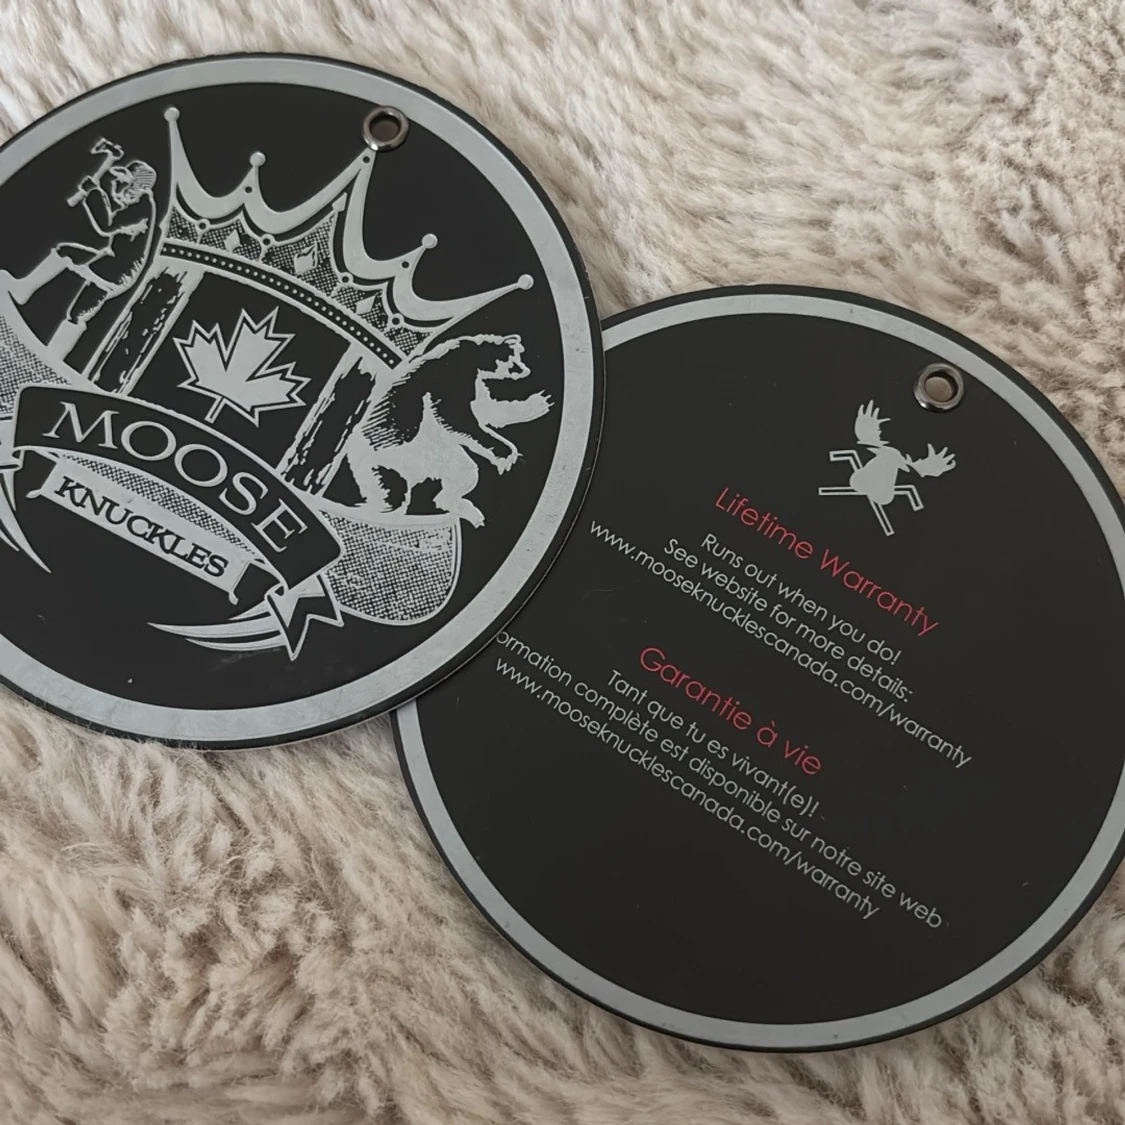 MOOSE
KNUCKLES
Lifetime Warranty
Runs out when you do!
See website for more details:
www.mooseknucklescanada.com/warranty
Garantie à vie
Tant que tu es vivant(e)!
complète est disponible sur notre site web
www.mooseknucklescanada.com/warranty